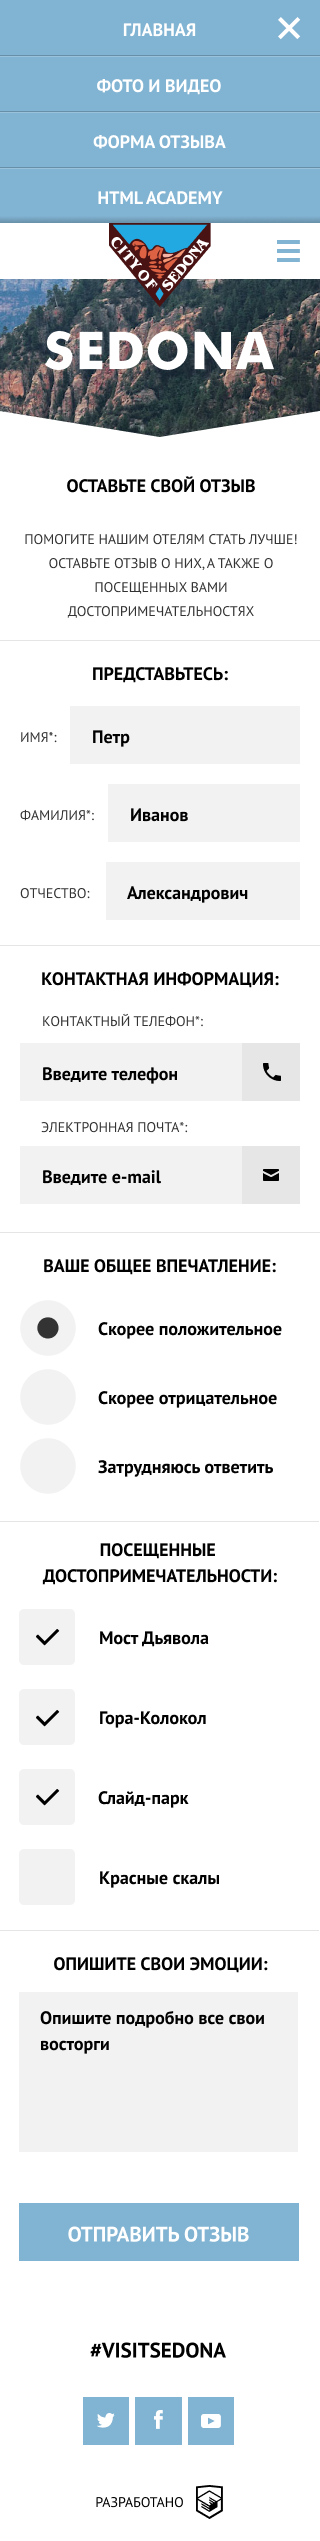 ГЛАВНАЯ
ФОТО И ВИДЕО
ФОРМА ОТЗЫВА
HTML ACADEMY
CITY OF SEDONA
SEDONA
ОСТАВЬТЕ СВОЙ ОТЗЫВ
ПОМОГИТЕ НАШИМ ОТЕЛЯМ СТАТЬ ЛУЧШЕ!
ОСТАВЬТЕ ОТЗЫВ О НИХ, А ТАКЖЕ О
ПОСЕЩЕННЫХ ВАМИ
ДОСТОПРИМЕЧАТЕЛЬНОСТЯХ
ПРЕДСТАВЬТЕСЬ:
ИМЯ*: Петр
ФАМИЛИЯ*: Иванов
ОТЧЕСТВО: Александрович
КОНТАКТНАЯ ИНФОРМАЦИЯ:
КОНТАКТНЫЙ ТЕЛЕФОН*:
Введите телефон
ЭЛЕКТРОННАЯ ПОЧТА*:
Введите e-mail
ВАШЕ ОБЩЕЕ ВПЕЧАТЛЕНИЕ:
Скорее положительное
Скорее отрицательное
Затрудняюсь ответить
ПОСЕЩЕННЫЕ
ДОСТОПРИМЕЧАТЕЛЬНОСТИ:
Мост Дьявола
Гора-Колокол
Слайд-парк
Красные скалы
ОПИШИТЕ СВОИ ЭМОЦИИ:
Опишите подробно все свои
восторги
ОТПРАВИТЬ ОТЗЫВ
#VISITSEDONA
РАЗРАБОТАНО